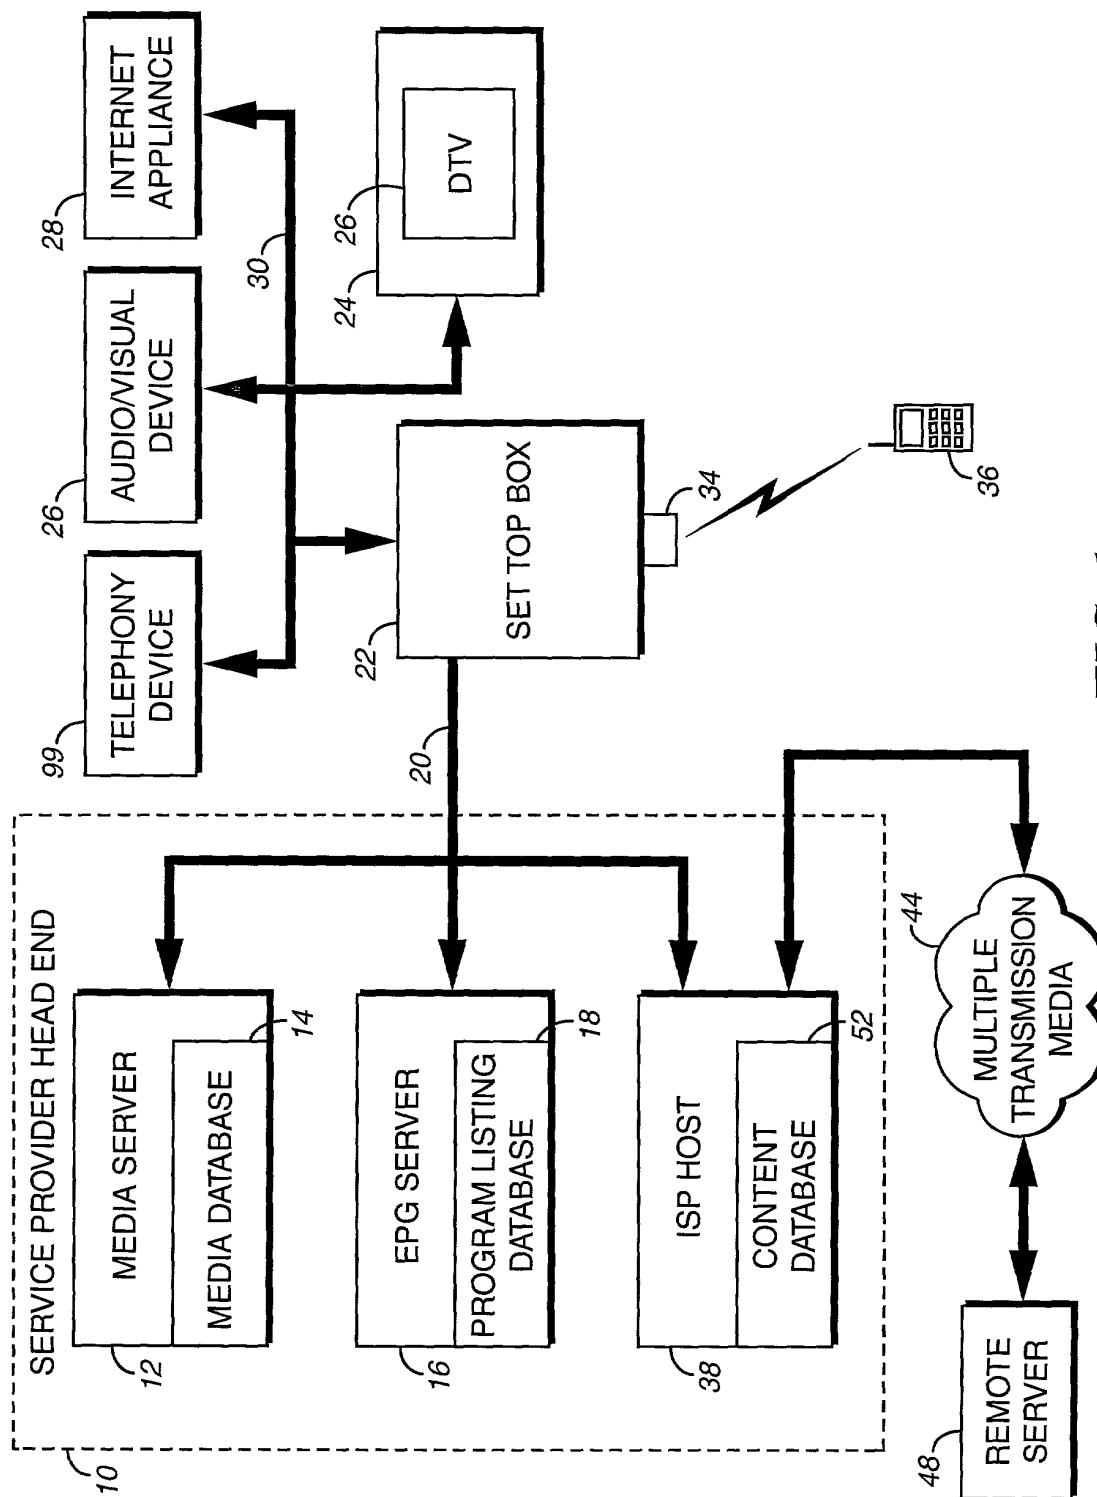 SERVICE PROVIDER HEAD END
10
MEDIA SERVER
12
MEDIA DATABASE
14
EPG SERVER
16
PROGRAM LISTING
DATABASE
18
ISP HOST
38
CONTENT
DATABASE
52
20
99
TELEPHONY
DEVICE
26
AUDIO/VISUAL
DEVICE
28
INTERNET
APPLIANCE
30
22
SET TOP BOX
24
26
DTV
34
36
44
MULTIPLE
TRANSMISSION
MEDIA
48
REMOTE
SERVER